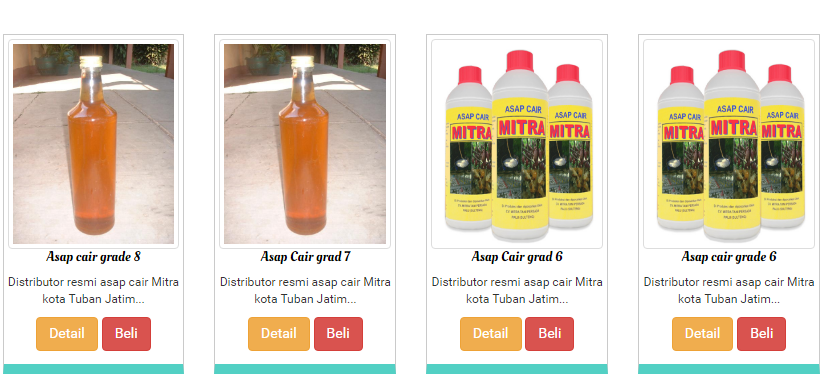 ASAP CAIR
MITRA
ASAP CAIR
MITRA
ASAP CAIR
MITRA
ASAP CAIR
MITRA
ASAP CAIR
MITRA
ASAP CAIR
MITRA
Asap cair grade 8
Distributor resmi asap cair Mitra
kota Tuban Jatim...
Detail Beli
Asap Cair grad 7
Distributor resmi asap cair Mitra
kota Tuban Jatim...
Detail Beli
Asap Cair grad 6
Distributor resmi asap cair Mitra
kota Tuban Jatim...
Detail Beli
Asap cair grade 6
Distributor resmi asap cair Mitra
kota Tuban Jatim...
Detail Beli